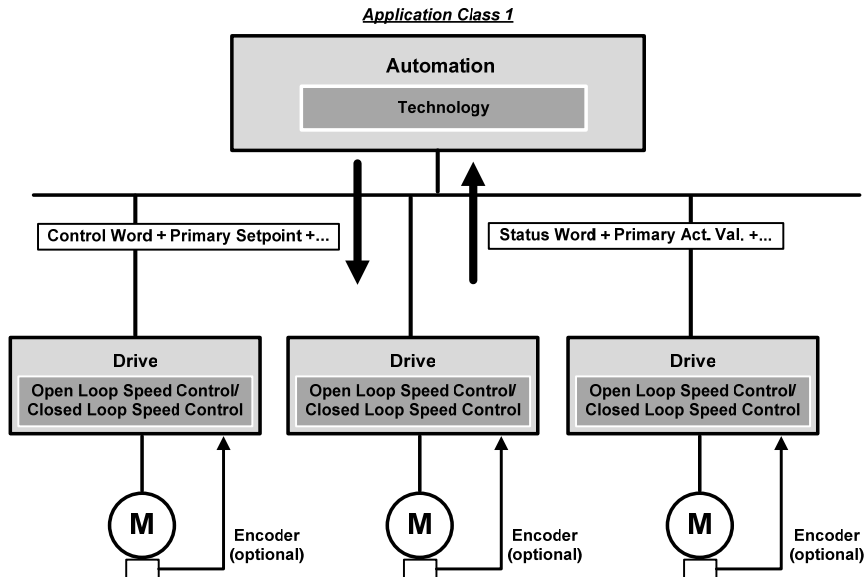 Application Class 1
Automation
Technology
Control Word + Primary Setpoint +...
Status Word + Primary Act. Val. +...
Drive
Open Loop Speed Control/
Closed Loop Speed Control
Drive
Open Loop Speed Control/
Closed Loop Speed Control
Drive
Open Loop Speed Control/
Closed Loop Speed Control
M
Encoder
(optional)
M
Encoder
(optional)
M
Encoder
(optional)